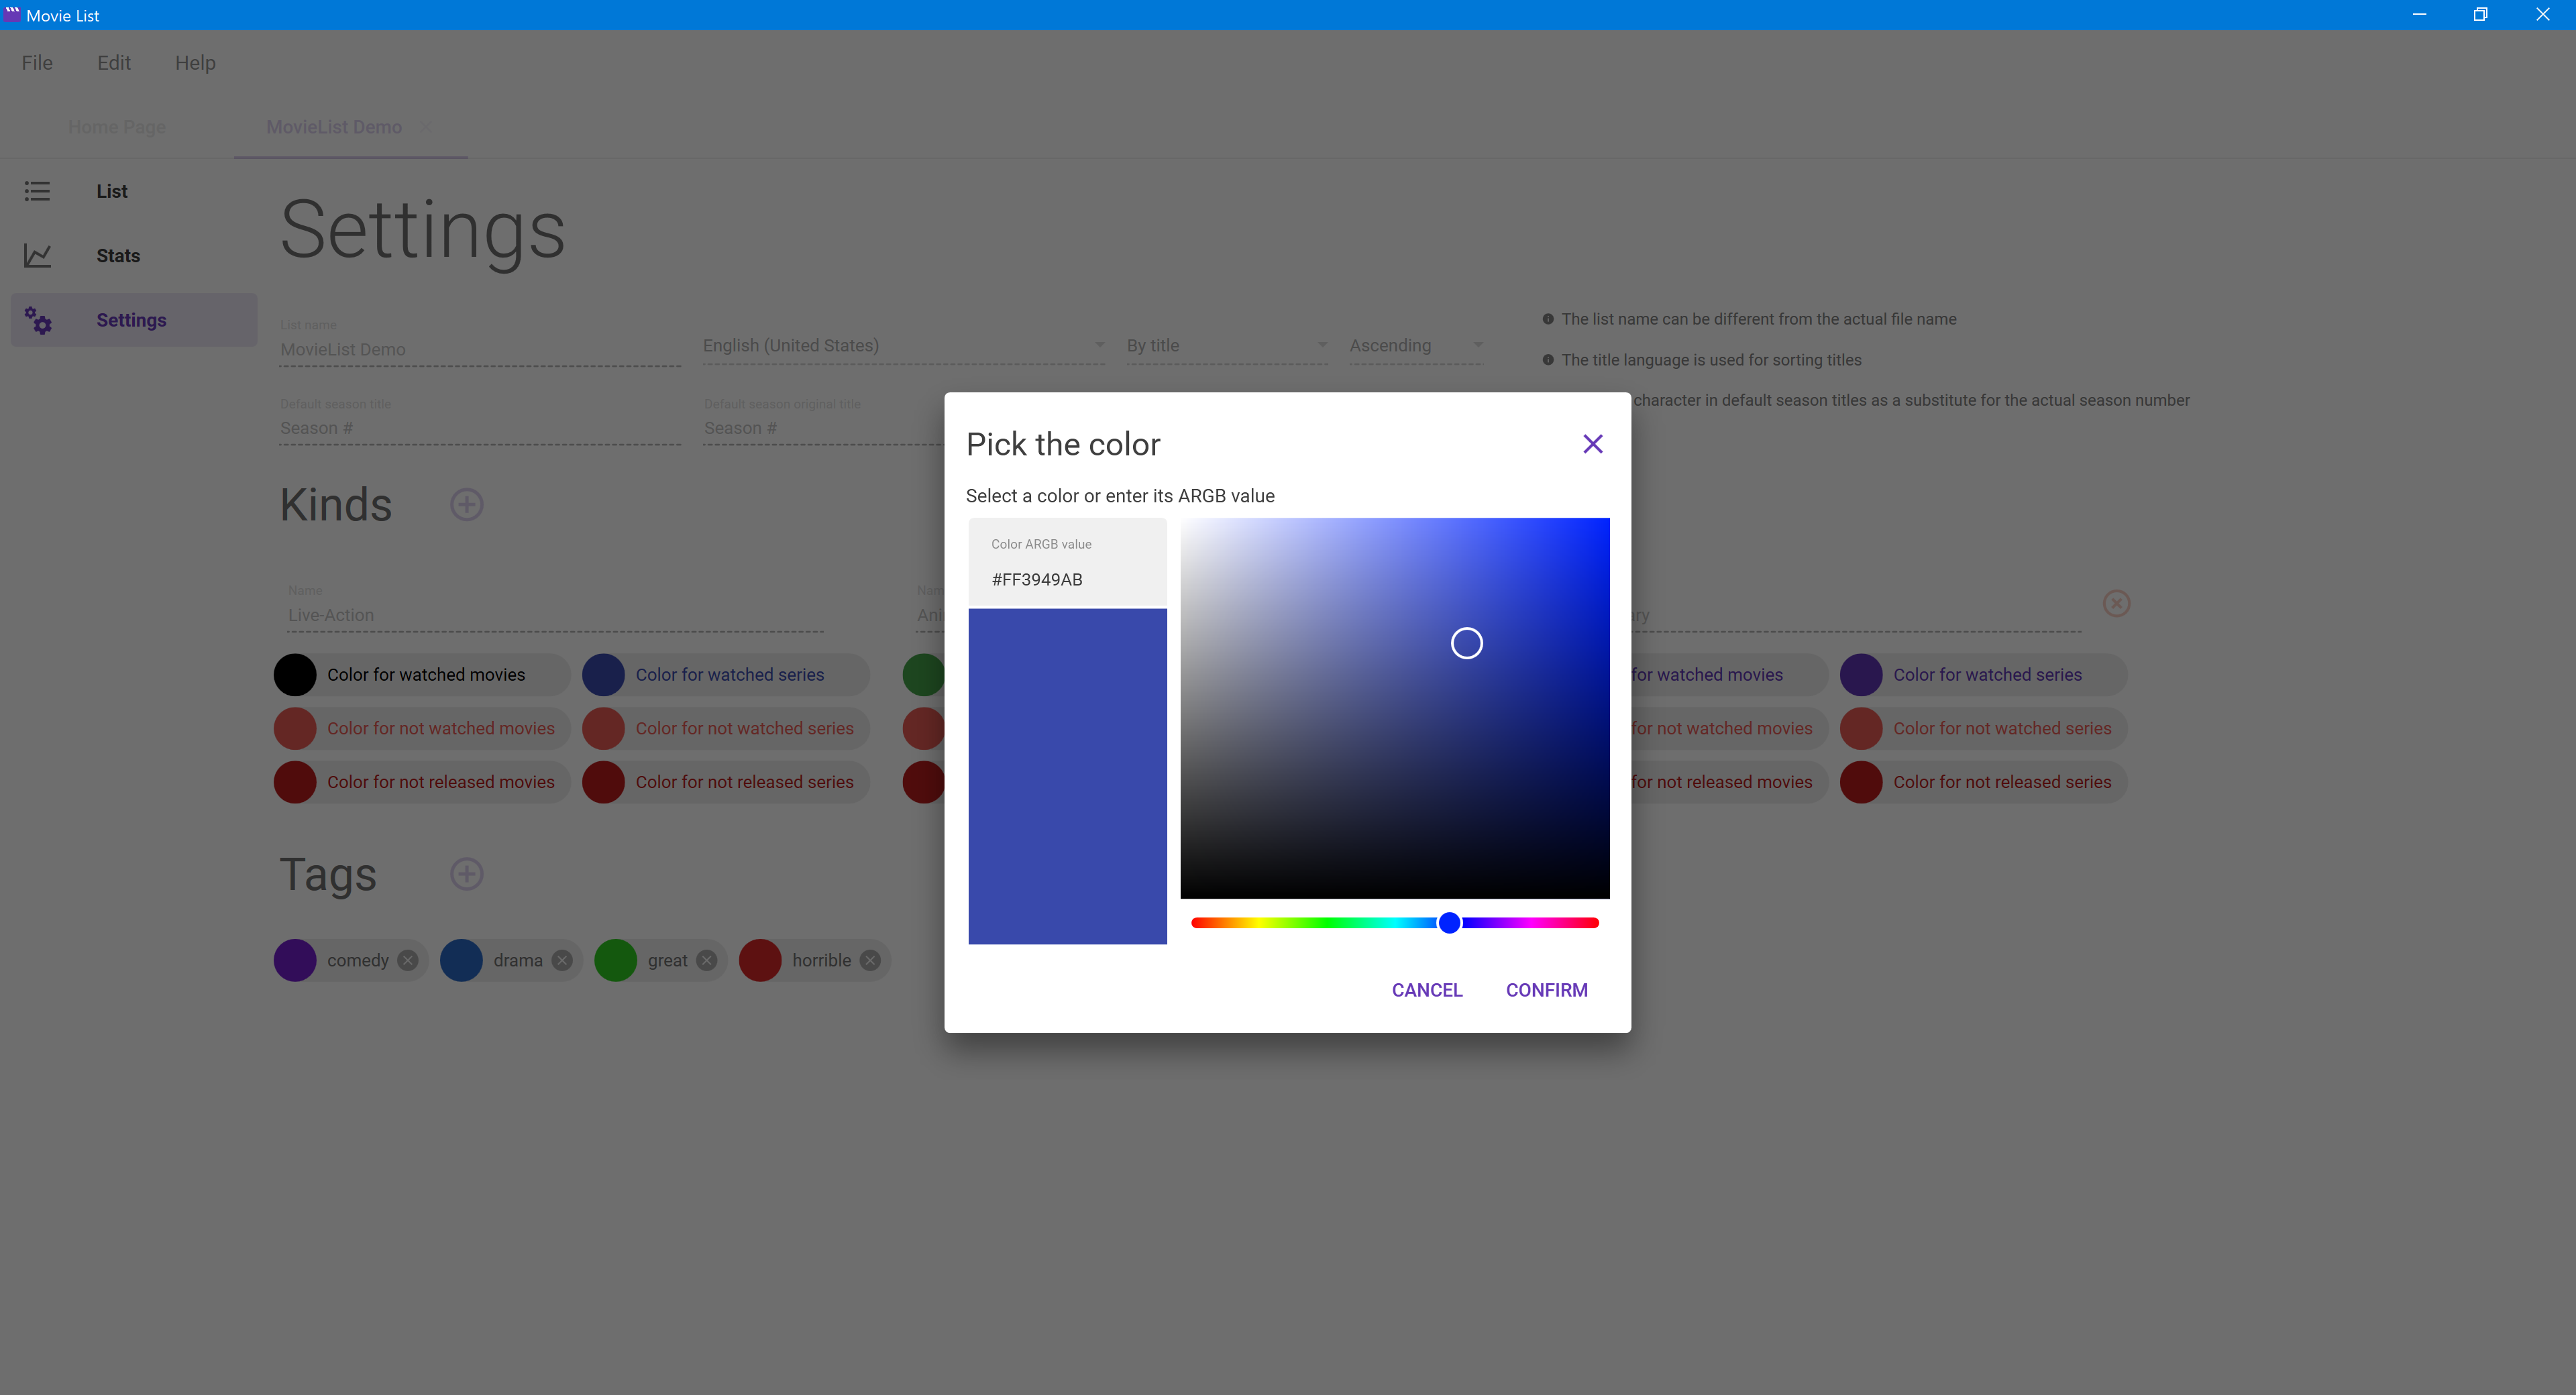 Movie List
File Edit Help
Home Page MovieList Demo
List
Stats
Settings
Settings
List name
MovieList Demo
English (United States)
By title
Ascending
The list name can be different from the actual file name
The title language is used for sorting titles
character in default season titles as a substitute for the actual season number
Default season title
Season #
Default season original title
Season #
Pick the color
Select a color or enter its ARGB value
Color ARGB value
#FF3949AB
CANCEL CONFIRM
Kinds
Name
Live-Action
Color for watched movies Color for watched series
Color for not watched movies Color for not watched series
Color for not released movies Color for not released series
for watched movies Color for watched series
for not watched movies Color for not watched series
for not released movies Color for not released series
Tags
comedy drama great horrible